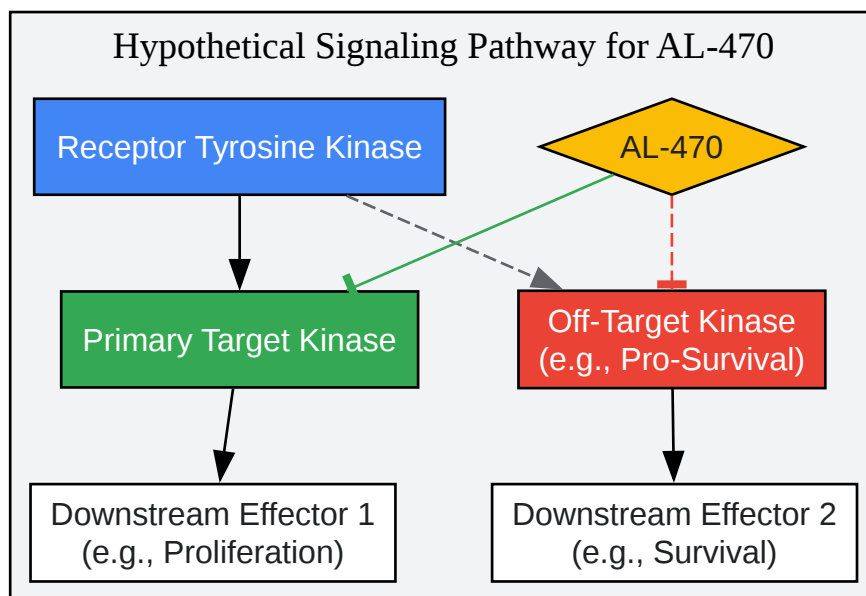 Hypothetical Signaling Pathway for AL-470
Receptor Tyrosine Kinase
AL-470
Primary Target Kinase
Off-Target Kinase
(e.g., Pro-Survival)
Downstream Effector 1
(e.g., Proliferation)
Downstream Effector 2
(e.g., Survival)